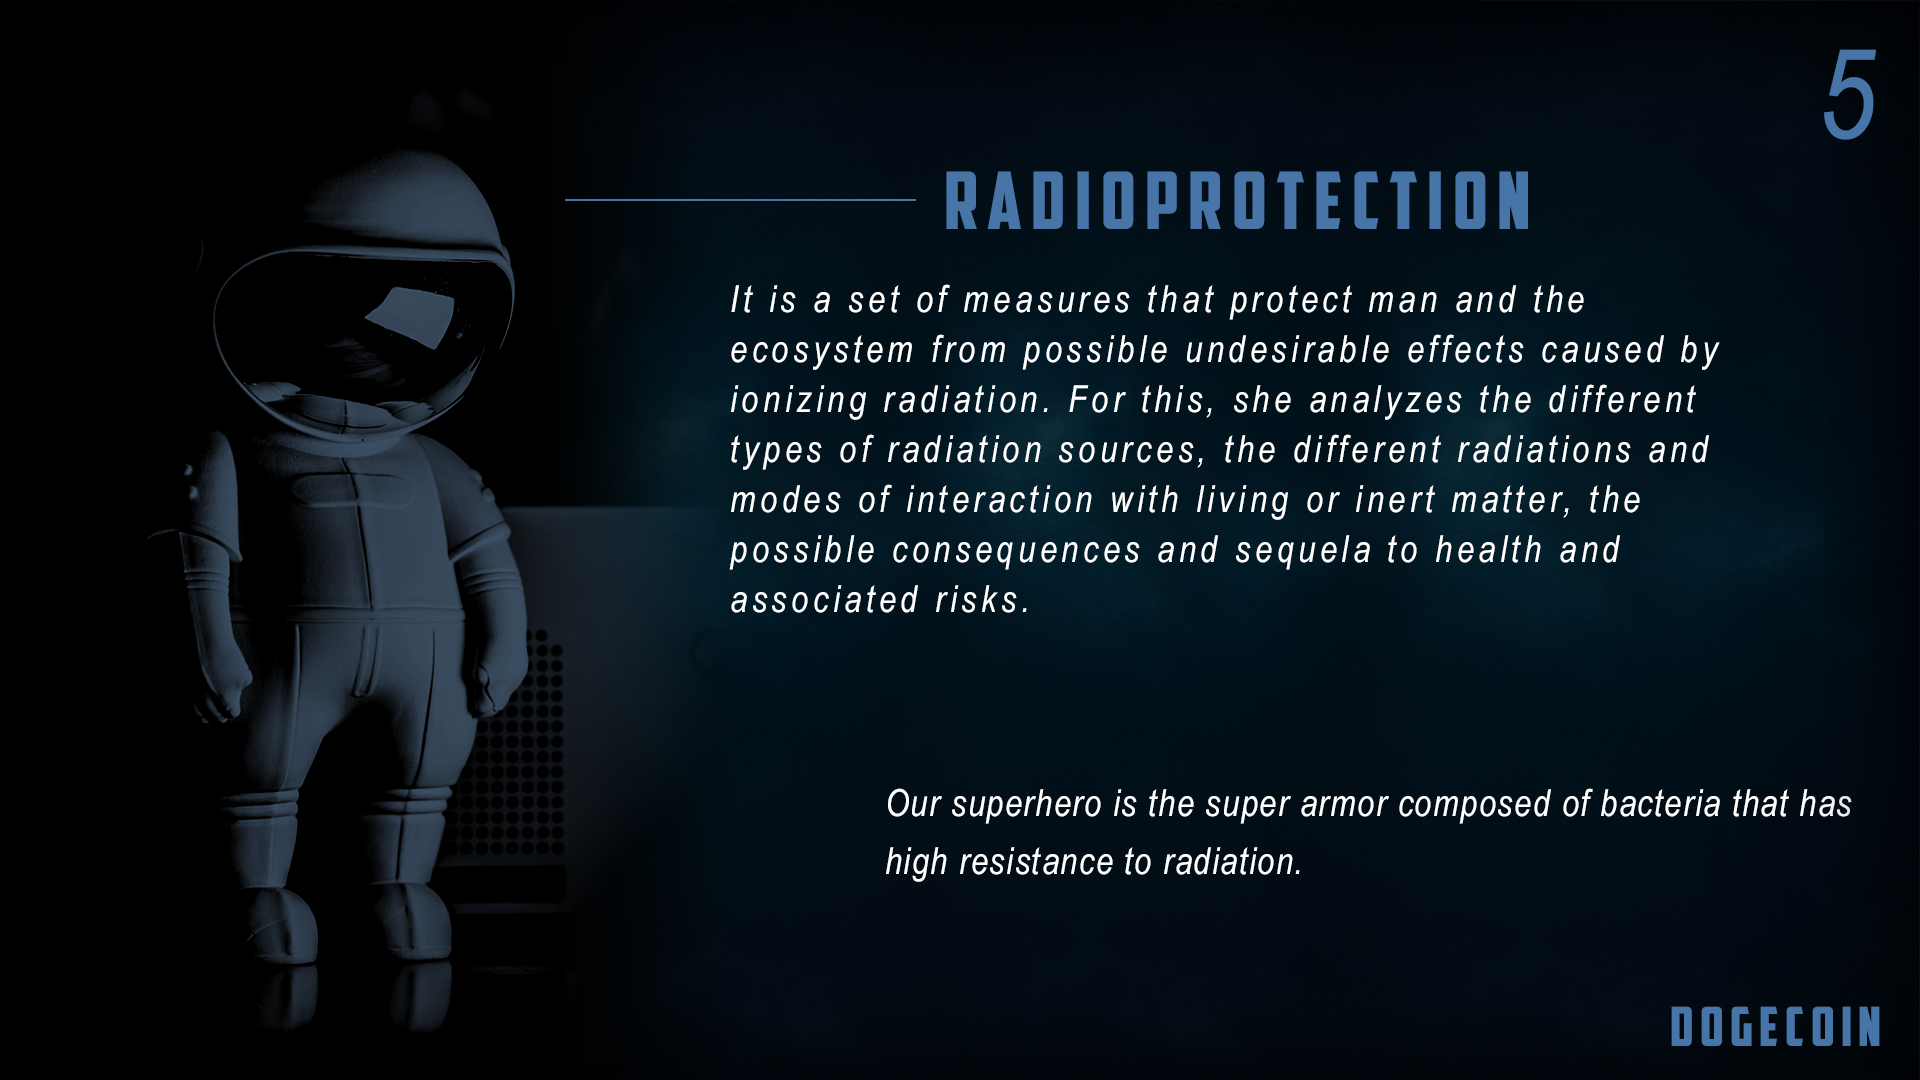 5
RADIOPROTECTION
It is a set of measures that protect man and the
ecosystem from possible undesirable effects caused by
ionizing radiation. For this, she analyzes the different
types of radiation sources, the different radiations and
modes of interaction with living or inert matter, the
possible consequences and sequela to health and
associated risks.
Our superhero is the super armor composed of bacteria that has
high resistance to radiation.
DOGECOIN